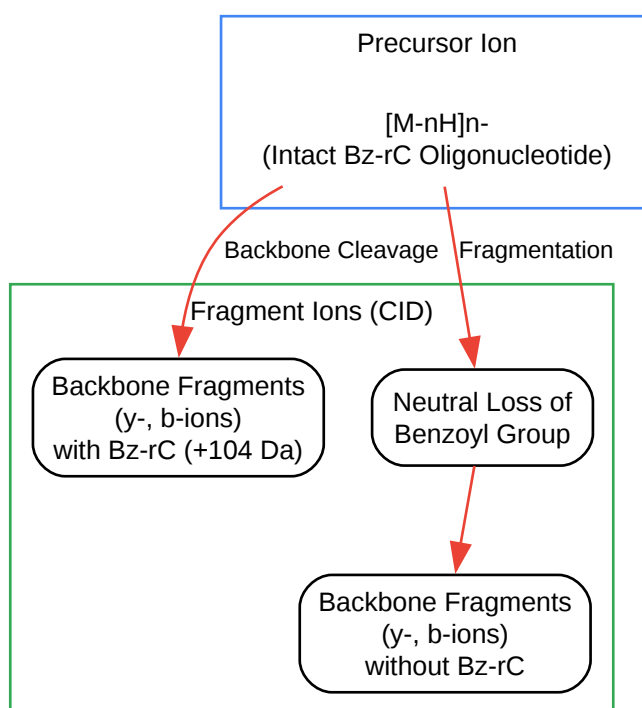 Precursor Ion
[M-nH]n-
(Intact Bz-rC Oligonucleotide)
Backbone Cleavage
Fragmentation
Fragment Ions (CID)
Backbone Fragments
(y-, b-ions)
with Bz-rC (+104 Da)
Neutral Loss of
Benzoyl Group
Backbone Fragments
(y-, b-ions)
without Bz-rC